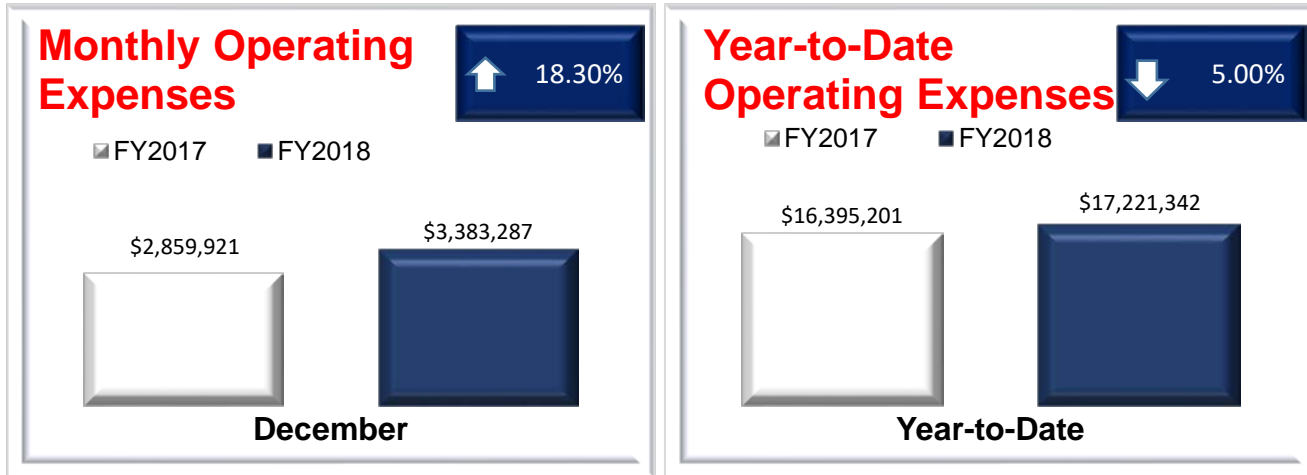 Monthly Operating
Expenses
18.30%
FY2017 FY2018
$2,859,921
$3,383,287
December
Year-to-Date
Operating Expenses
5.00%
FY2017 FY2018
$16,395,201
$17,221,342
Year-to-Date